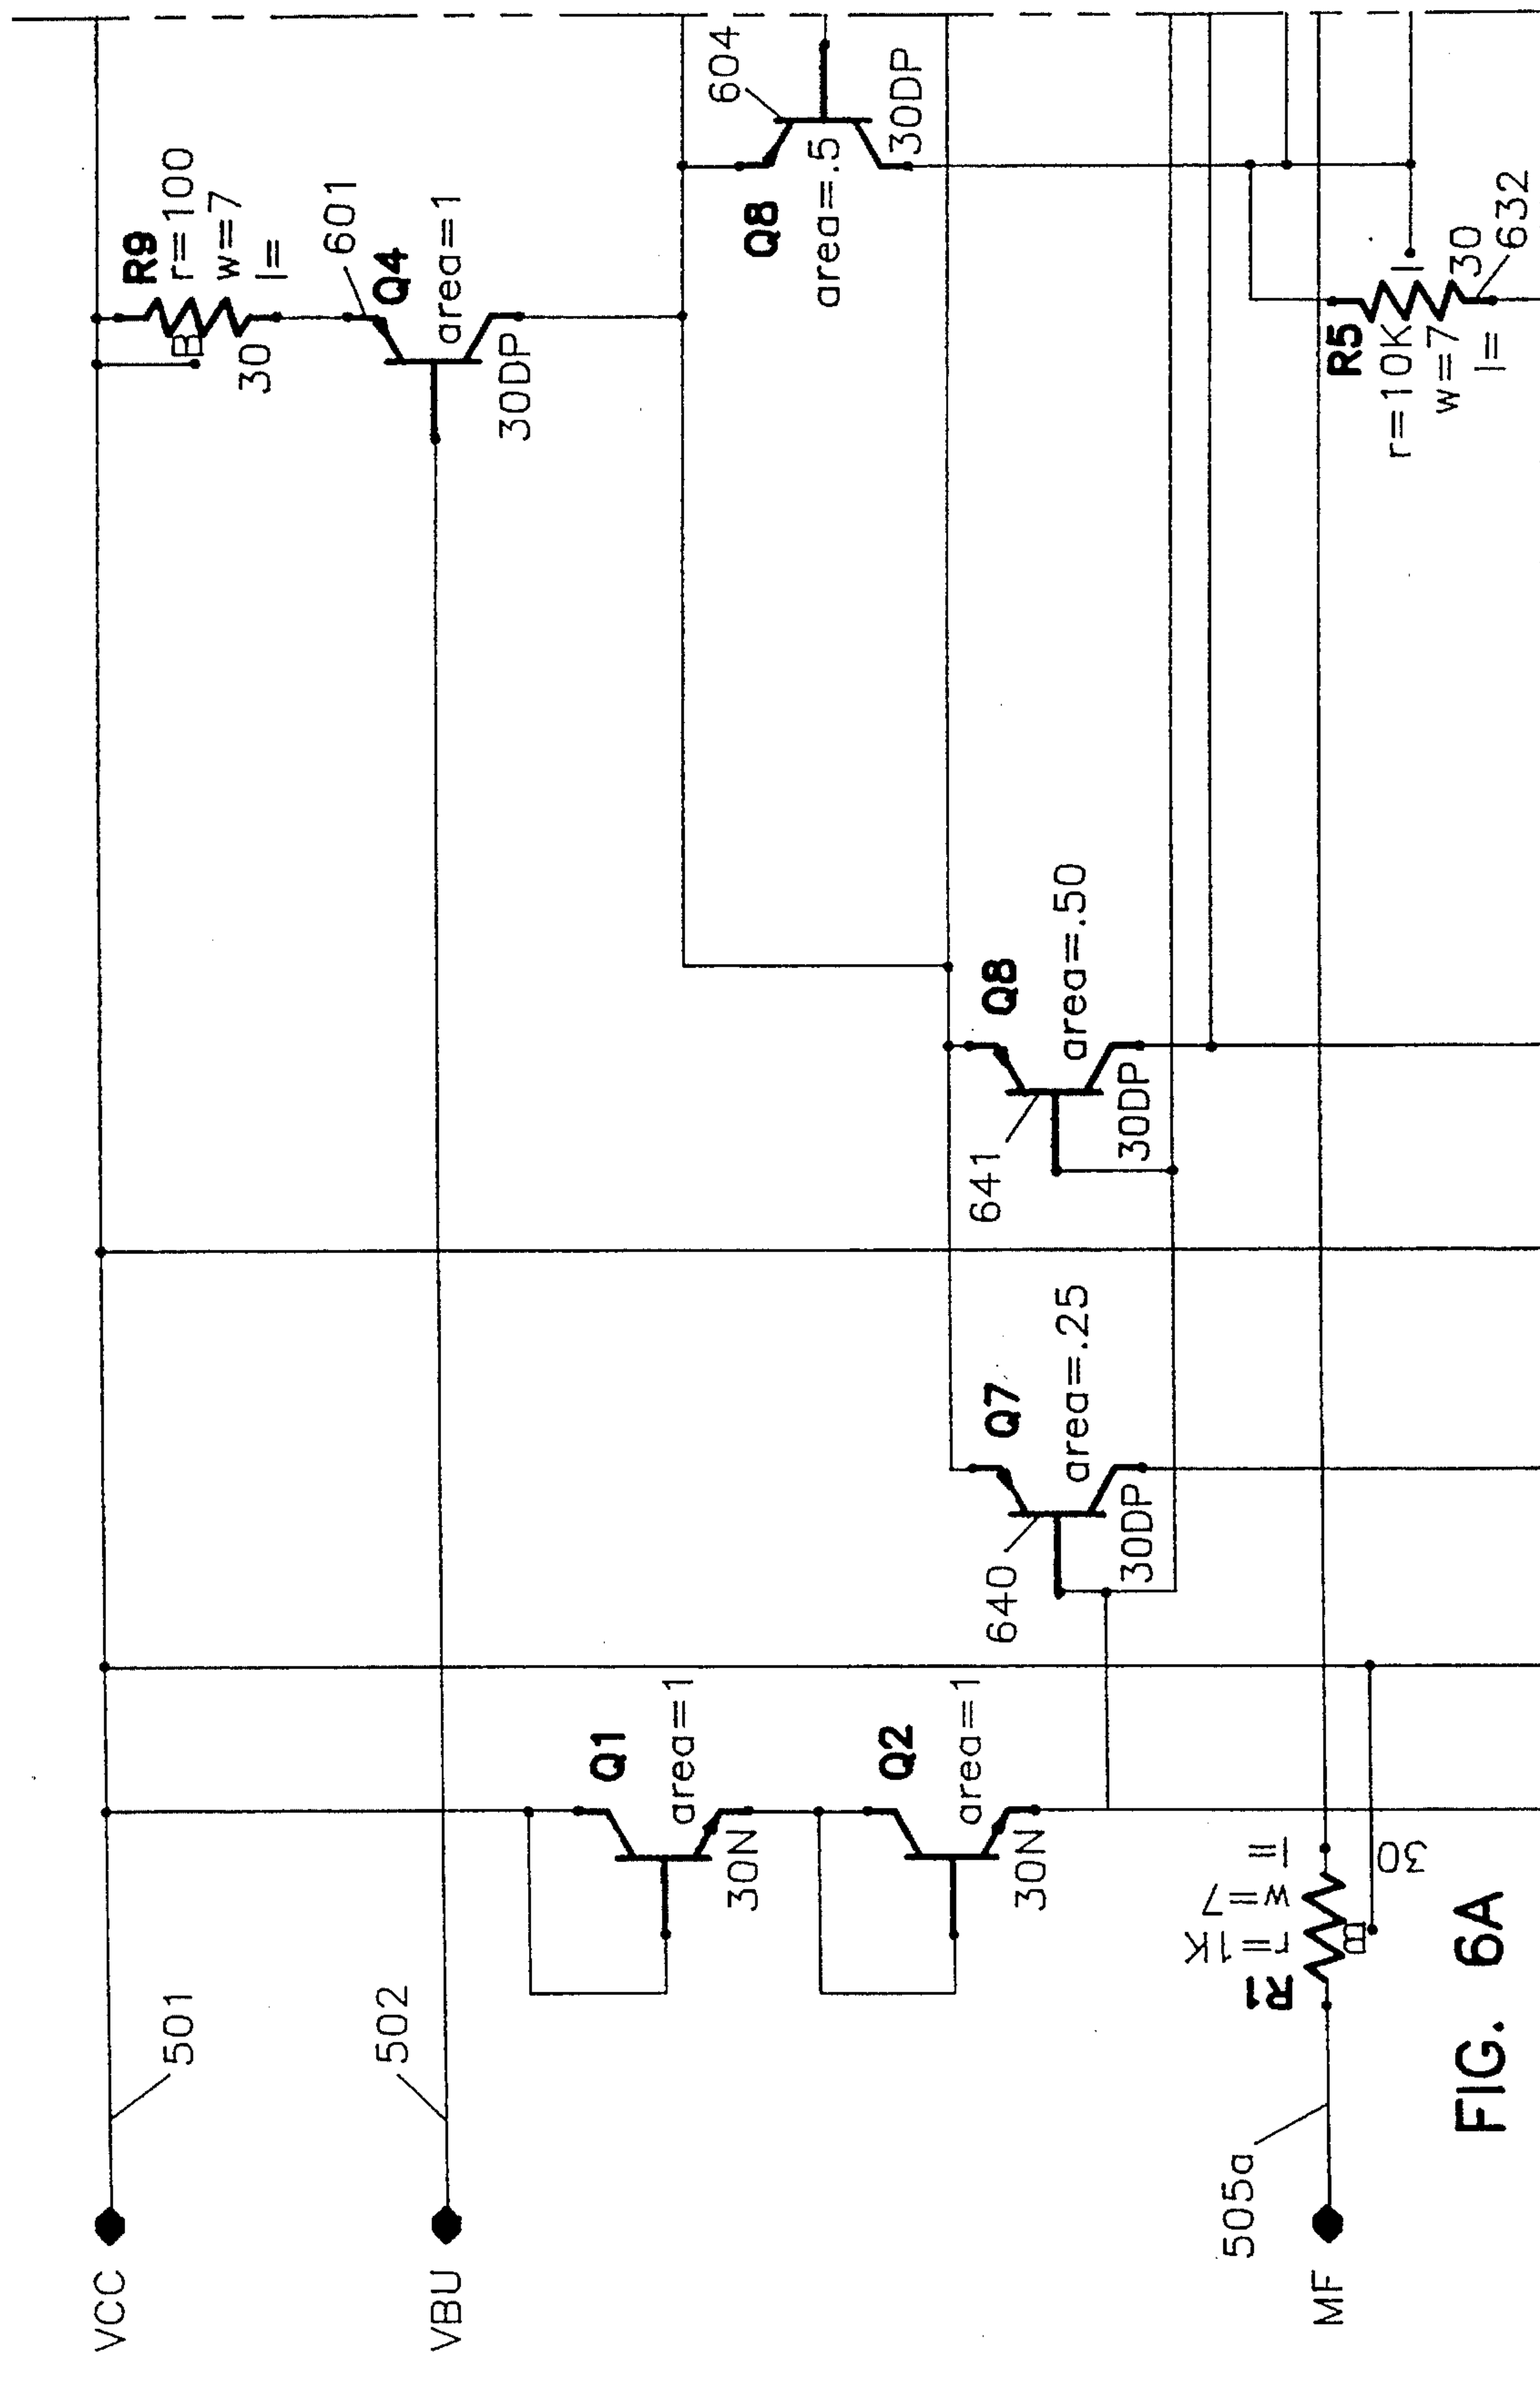 VCC
501
VBU
502
MF
505a
R9
r=100
w=7
l=
B
30
601
Q4
area=1
30DP
604
Q8
area=.5
30DP
Q1
area=1
30N
Q2
area=1
30N
640
Q7
area=.25
30DP
641
Q8
area=.50
30DP
R1
r=1K
w=7
l=
B
30
R5
r=10K
w=7
l=
I
30
632
FIG. 6A